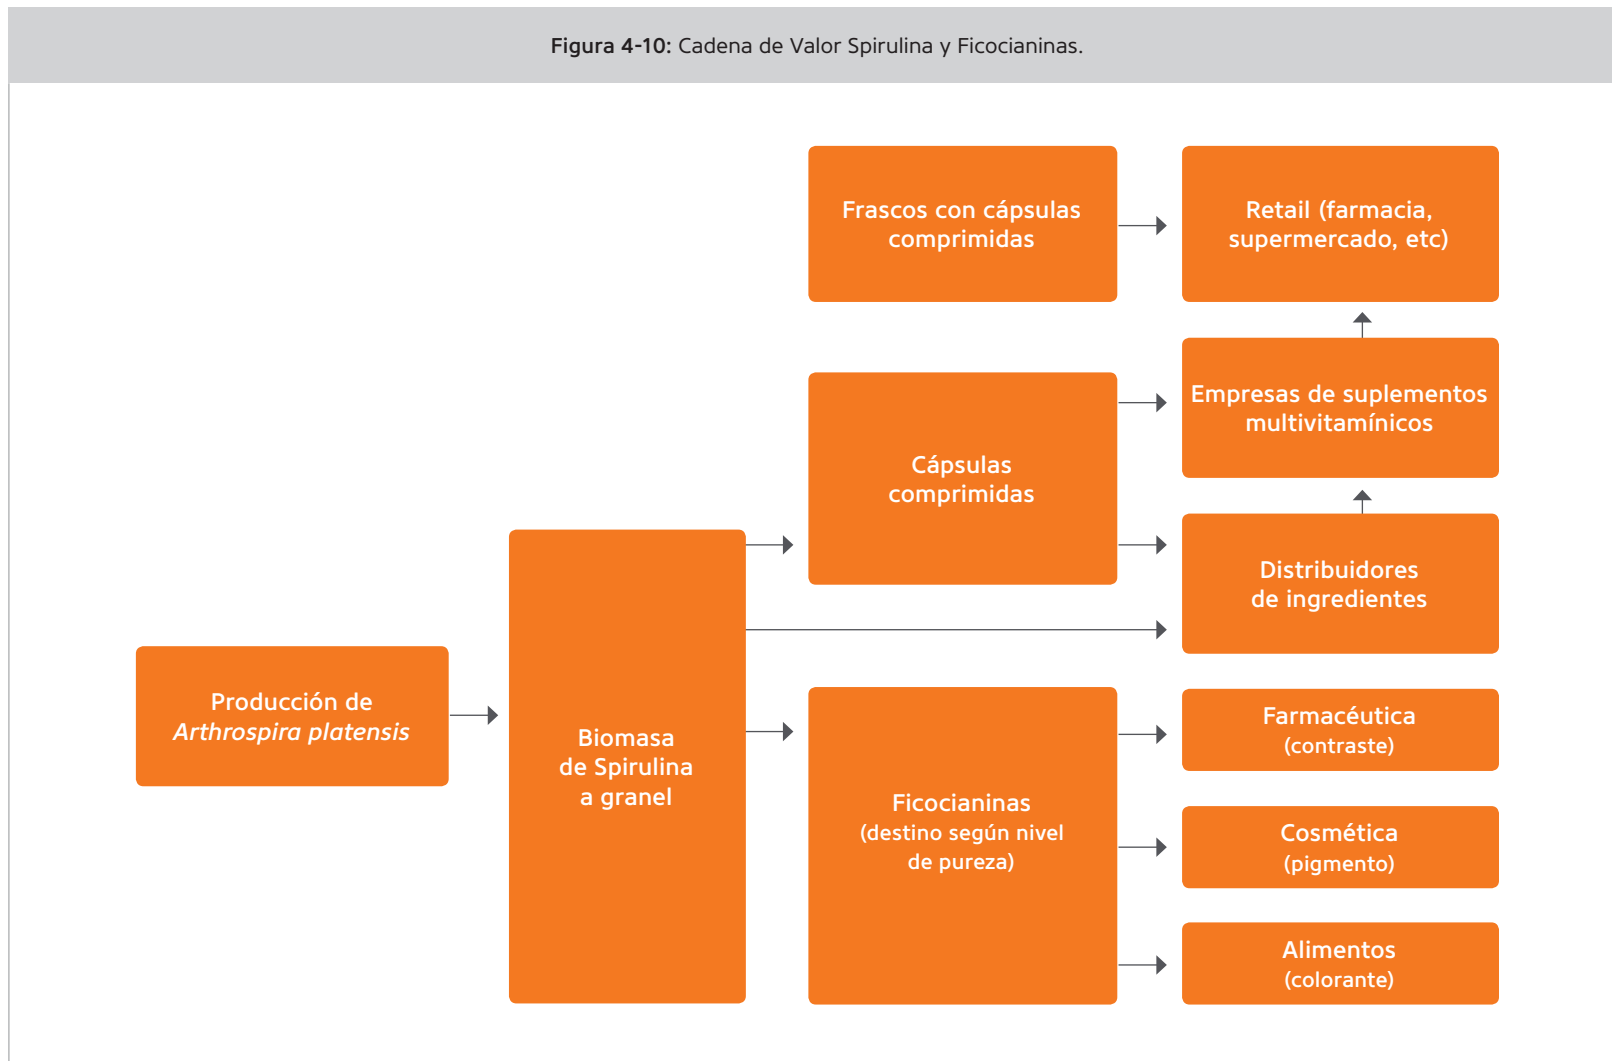 Figura 4-10: Cadena de Valor Spirulina y Ficocianinas.
Frascos con cápsulas
comprimidas
Retail (farmacia,
supermercado, etc)
Empresas de suplementos
multivitamínicos
Cápsulas
comprimidas
Distribuidores
de ingredientes
Producción de
Arthrospira platensis
Biomasa
de Spirulina
a granel
Ficocianinas
(destino según nivel
de pureza)
Farmacéutica
(contraste)
Cosmética
(pigmento)
Alimentos
(colorante)